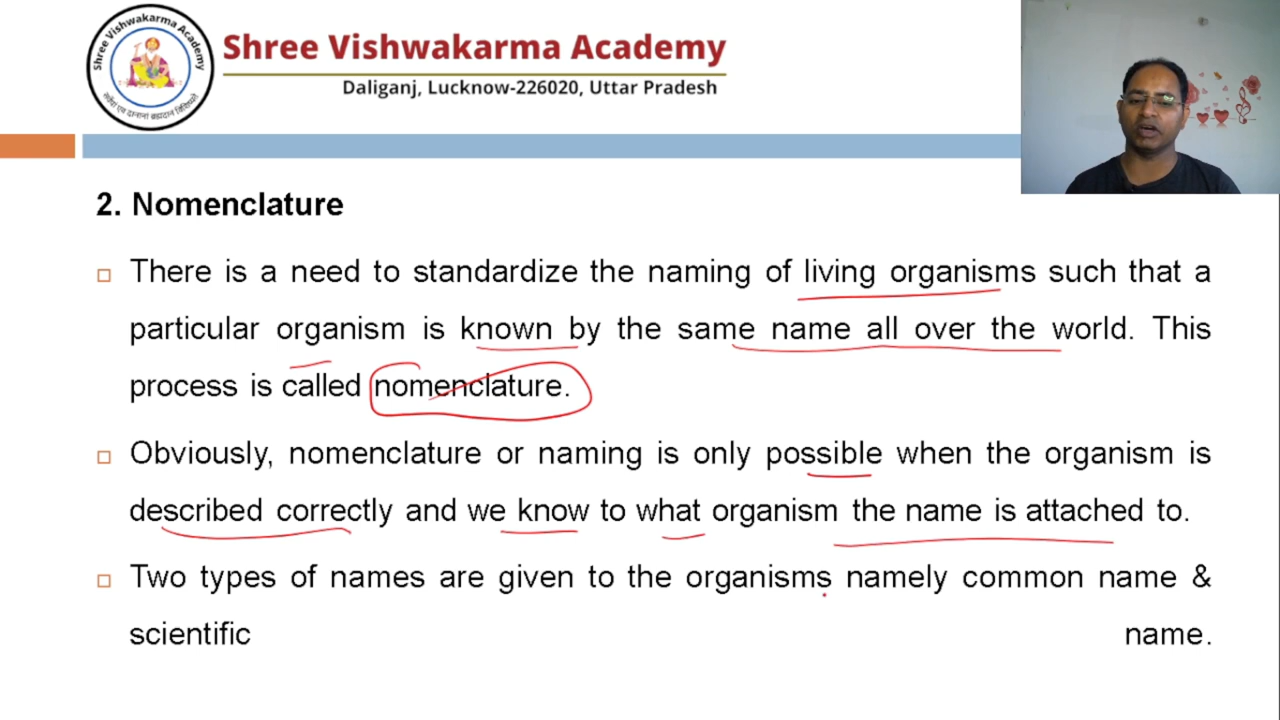 Shree Vishwakarma Academy
Shree Vishwakarma Academy
Daliganj, Lucknow-226020, Uttar Pradesh
2. Nomenclature
There is a need to standardize the naming of living organisms such that a
particular organism is known by the same name all over the world. This
process is called nomenclature.
Obviously, nomenclature or naming is only possible when the organism is
described correctly and we know to what organism the name is attached to.
Two types of names are given to the organisms namely common name &
scientific name.